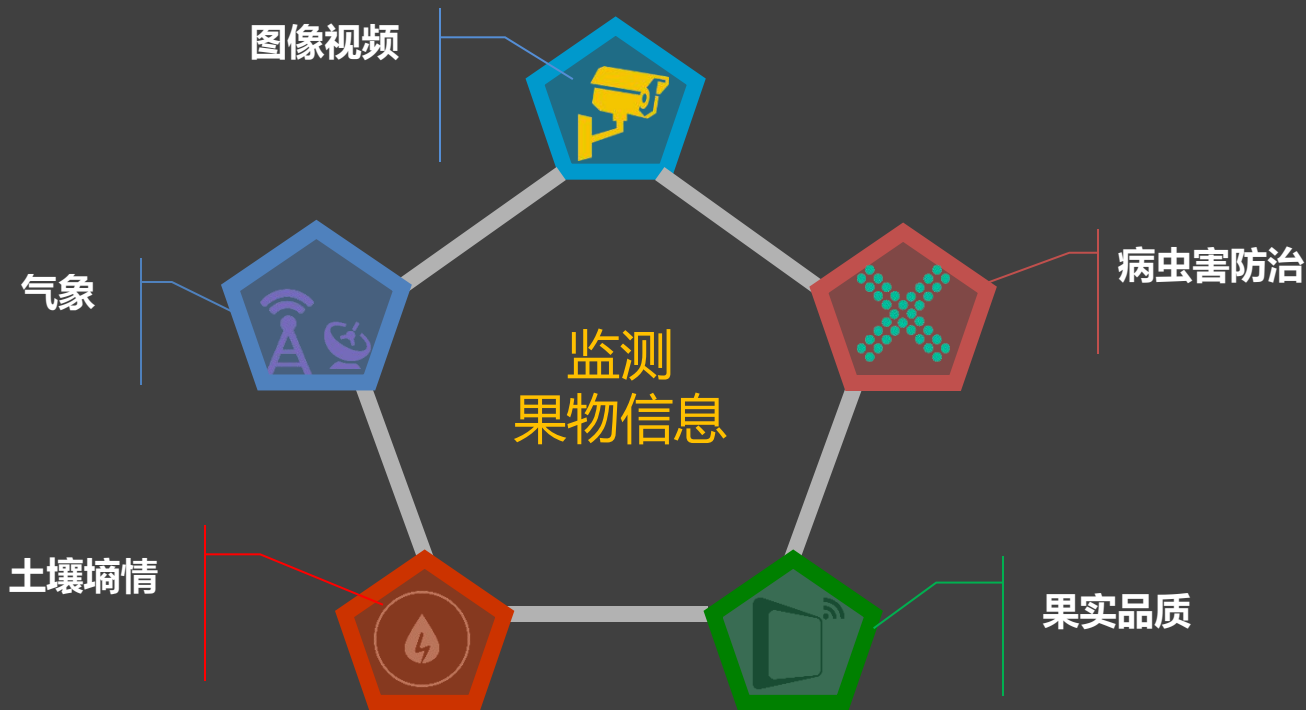 图像视频
病虫害防治
气象
监测
果物信息
土壤墒情
果实品质